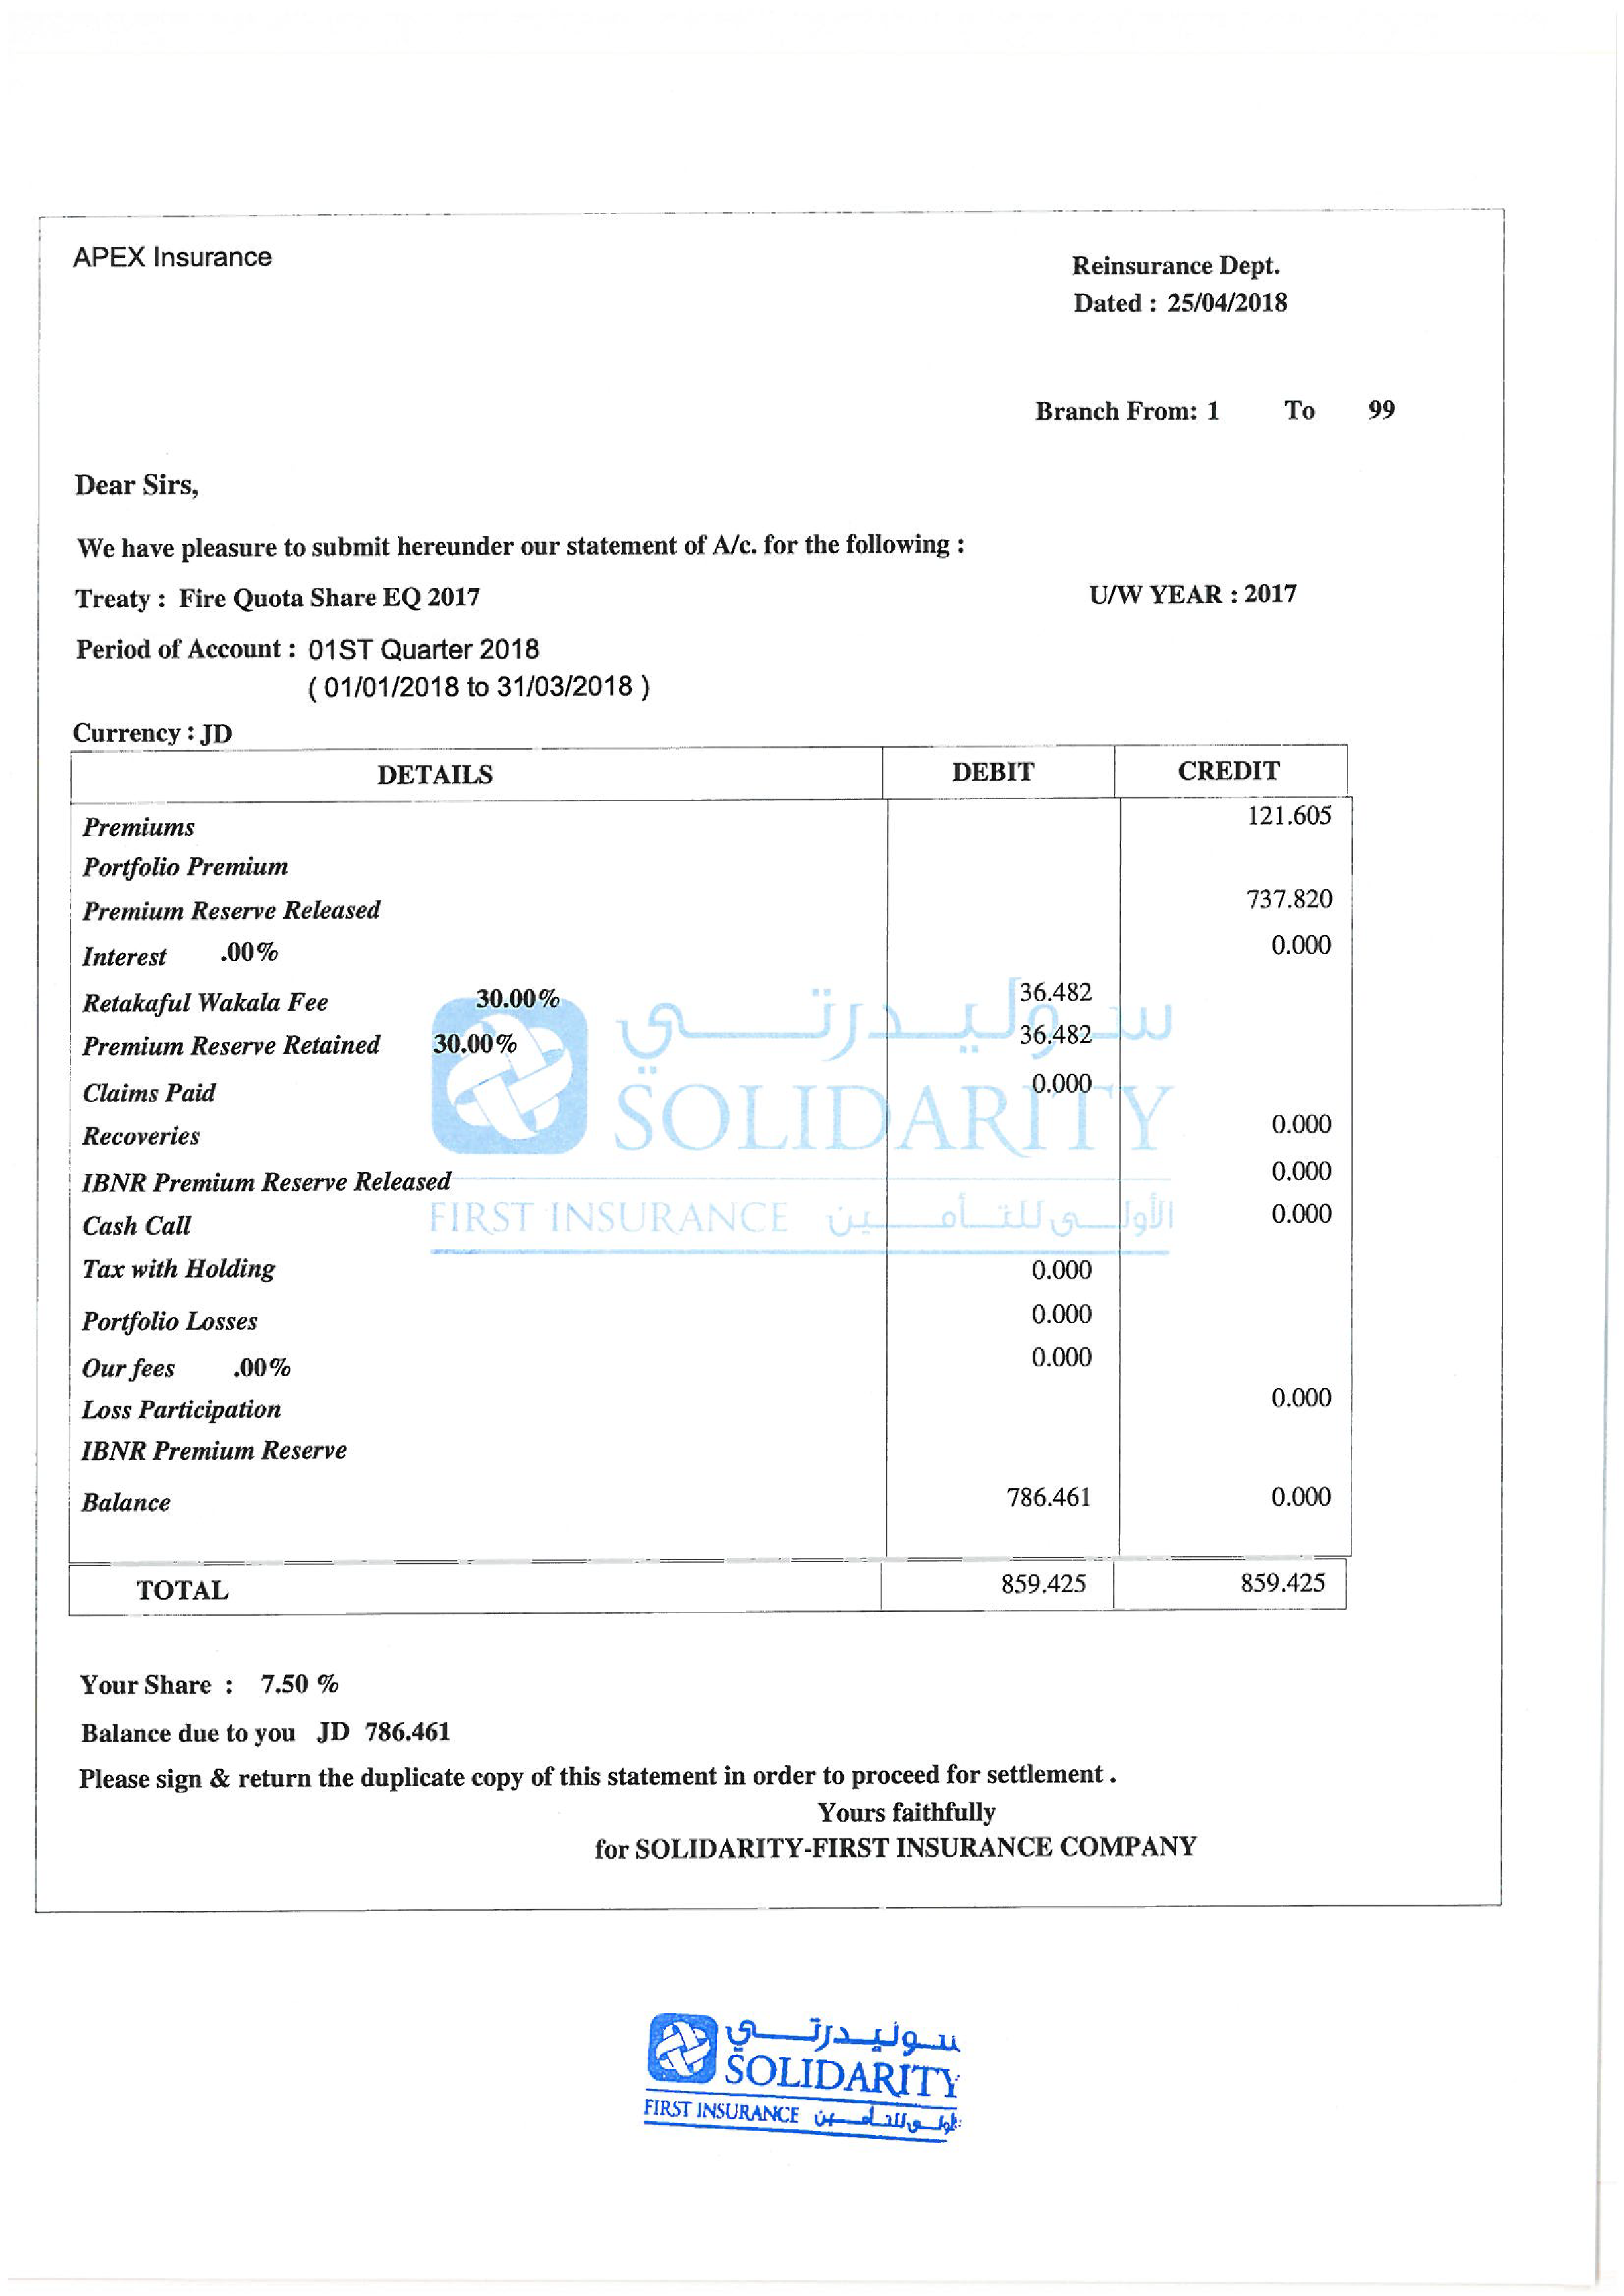 APEX Insurance
Reinsurance Dept.
Dated : 25/04/2018
Branch From: 1 To 99
Dear Sirs,
We have pleasure to submit hereunder our statement of A/c. for the following :
Treaty : Fire Quota Share EQ 2017 U/W YEAR : 2017
Period of Account : 01ST Quarter 2018
( 01/01/2018 to 31/03/2018 )
Currency : JD
DETAILS DEBIT CREDIT
Premiums 121.605
Portfolio Premium
Premium Reserve Released 737.820
Interest .00% 0.000
Retakaful Wakala Fee 30.00% 36.482
Premium Reserve Retained 30.00% 36.482
Claims Paid 0.000
Recoveries 0.000
IBNR Premium Reserve Released 0.000
Cash Call 0.000
Tax with Holding 0.000
Portfolio Losses 0.000
Our fees .00% 0.000
Loss Participation 0.000
IBNR Premium Reserve
Balance 786.461 0.000
TOTAL 859.425 859.425
سوليدرتي
SOLIDARITY
FIRST INSURANCE الأولى للتأمين
Your Share : 7.50 %
Balance due to you JD 786.461
Please sign & return the duplicate copy of this statement in order to proceed for settlement .
Yours faithfully
for SOLIDARITY-FIRST INSURANCE COMPANY
سوليدرتي
SOLIDARITY
FIRST INSURANCE الأولى للتأمين